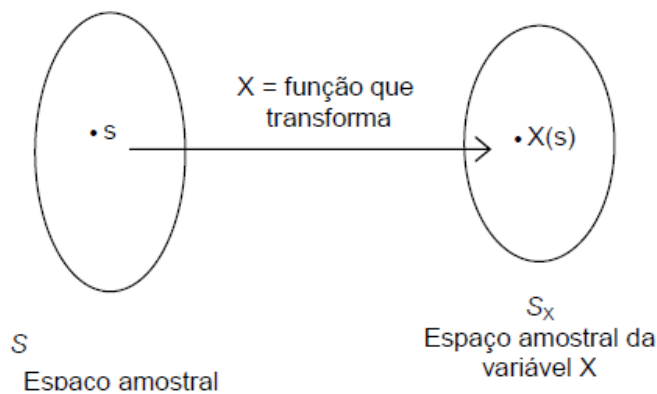 X = função que
transforma
• s
• X(s)
S
Espaço amostral
S_X
Espaço amostral da
variável X